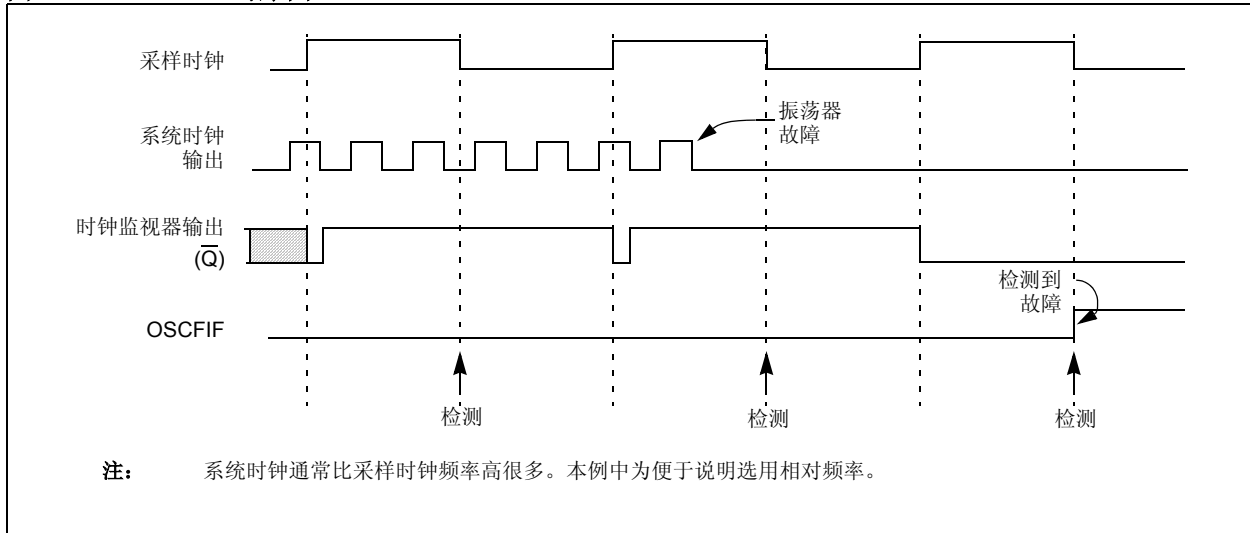 采样时钟
系统时钟
输出
振荡器
故障
时钟监视器输出
(Q̅)
检测到
故障
OSCFIF
检测
检测
检测
注： 系统时钟通常比采样时钟频率高很多。本例中为便于说明选用相对频率。